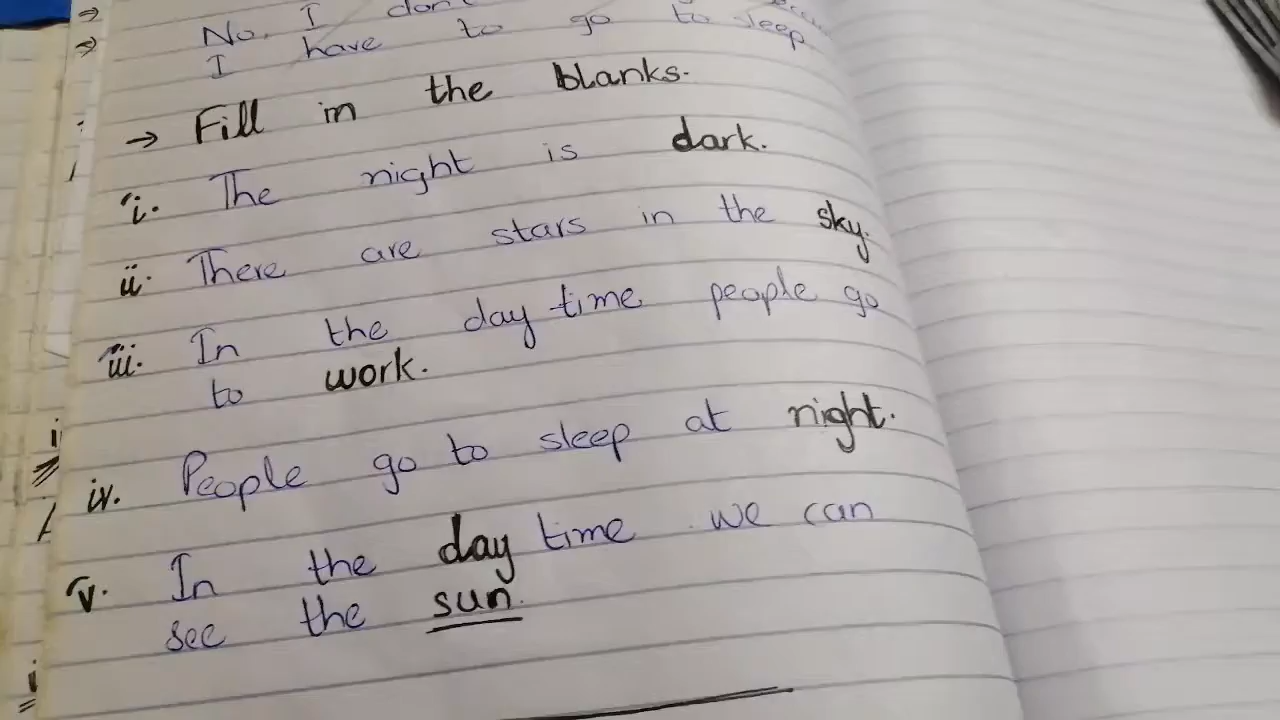 → No, I don't
→ I have to go to sleep
→ Fill in the blanks.
i. The night is dark.
ii. There are stars in the sky.
iii. In the day time people go
to work.
iv. People go to sleep at night.
v. In the day time we can
see the sun.